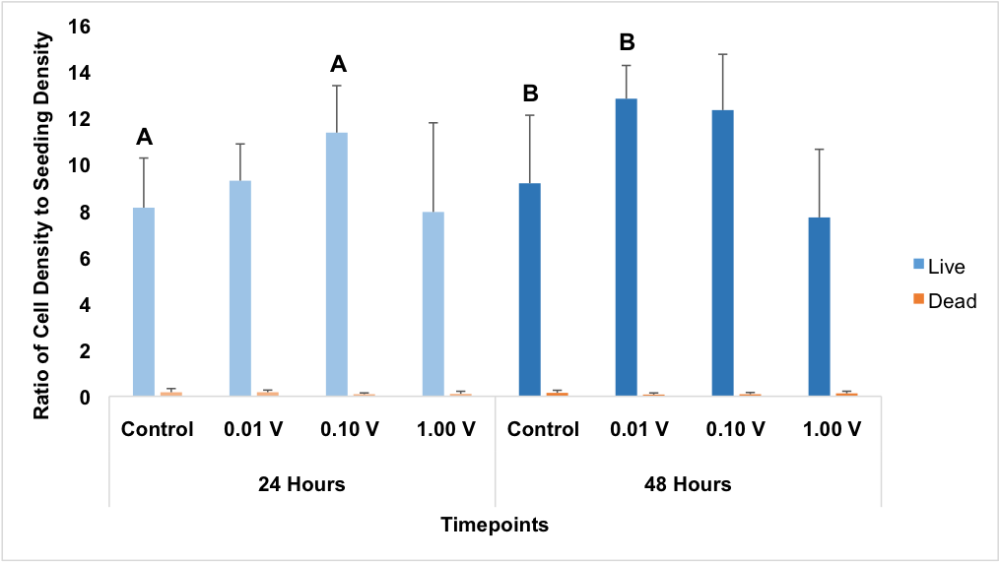 Ratio of Cell Density to Seeding Density
16
14
12
10
8
6
4
2
0
A
A
B
B
Control 0.01 V 0.10 V 1.00 V Control 0.01 V 0.10 V 1.00 V
24 Hours 48 Hours
Timepoints
Live
Dead